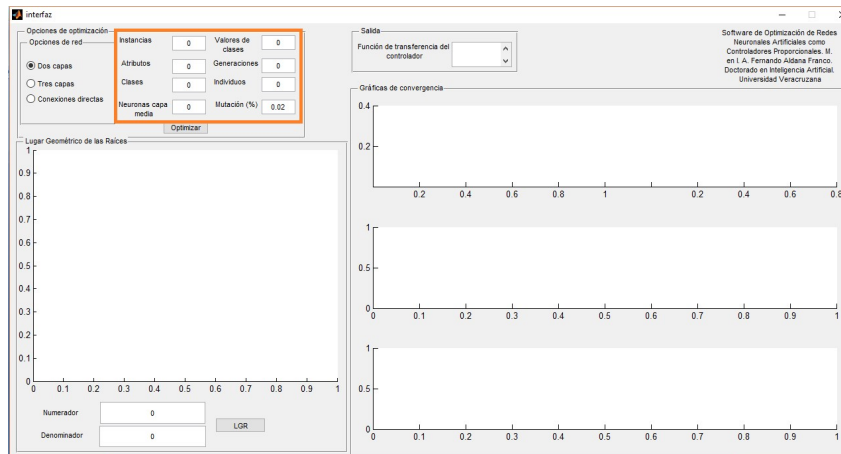 interfaz
Opciones de optimización
Opciones de red
Dos capas
Tres capas
Conexiones directas
Instancias
0
Valores de
clases
0
Atributos
0
Generaciones
0
Clases
0
Individuos
0
Neuronas capa
media
0
Mutación (%)
0.02
Optimizar
Salida
Función de transferencia del
controlador
Software de Optimización de Redes
Neuronales Artificiales como
Controladores Proporcionales. M.
en I. A. Fernando Aldana Franco.
Doctorado en Inteligencia Artificial.
Universidad Veracruzana
Lugar Geométrico de las Raíces
1
0.9
0.8
0.7
0.6
0.5
0.4
0.3
0.2
0.1
0
0 0.1 0.2 0.3 0.4 0.5 0.6 0.7 0.8 0.9 1
Numerador
0
Denominador
0
LGR
Gráficas de convergencia
0.4
0.2
0.2 0.4 0.6 0.8 1 0.2 0.4 0.6 0.8
1
0.5
0
0 0.1 0.2 0.3 0.4 0.5 0.6 0.7 0.8 0.9 1
1
0.5
0
0 0.1 0.2 0.3 0.4 0.5 0.6 0.7 0.8 0.9 1